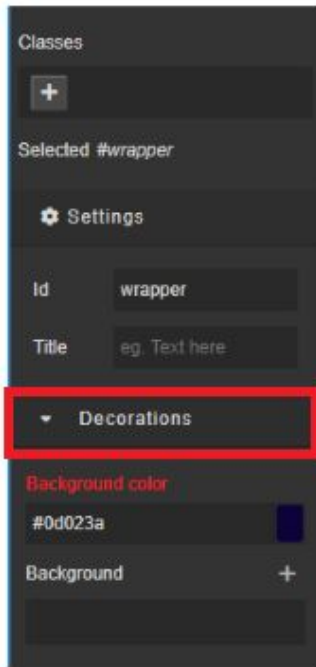 Classes
+
Selected #wrapper
Settings
Id wrapper
Title eg. Text here
Decorations
Background color
#0d023a
Background +